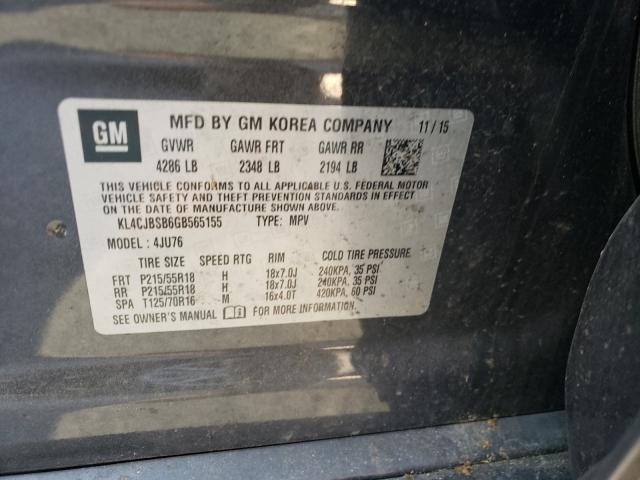 GM MFD BY GM KOREA COMPANY 11/15
GVWR GAWR FRT GAWR RR
4286 LB 2348 LB 2194 LB
THIS VEHICLE CONFORMS TO ALL APPLICABLE U.S. FEDERAL MOTOR
VEHICLE SAFETY AND THEFT PREVENTION STANDARDS IN EFFECT
ON THE DATE OF MANUFACTURE SHOWN ABOVE.
KL4CJBSB6GB565155 TYPE: MPV
MODEL : 4JU76
TIRE SIZE SPEED RTG RIM COLD TIRE PRESSURE
FRT P215/55R18 H 18x7.0J 240KPA, 35 PSI
RR P215/55R18 H 18x7.0J 240KPA, 35 PSI
SPA T125/70R16 M 16x4.0T 420KPA, 60 PSI
SEE OWNER'S MANUAL FOR MORE INFORMATION.